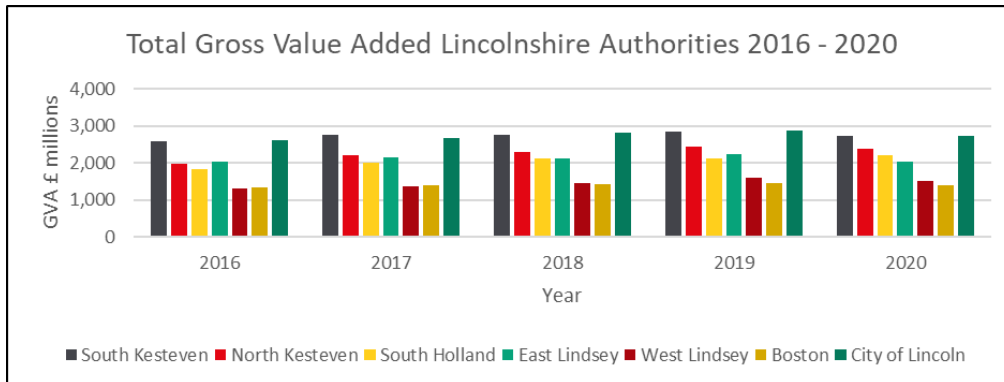 Total Gross Value Added Lincolnshire Authorities 2016 - 2020
GVA £ millions
4,000
3,000
2,000
1,000
0
2016 2017 2018 2019 2020
Year
South Kesteven North Kesteven South Holland East Lindsey West Lindsey Boston City of Lincoln